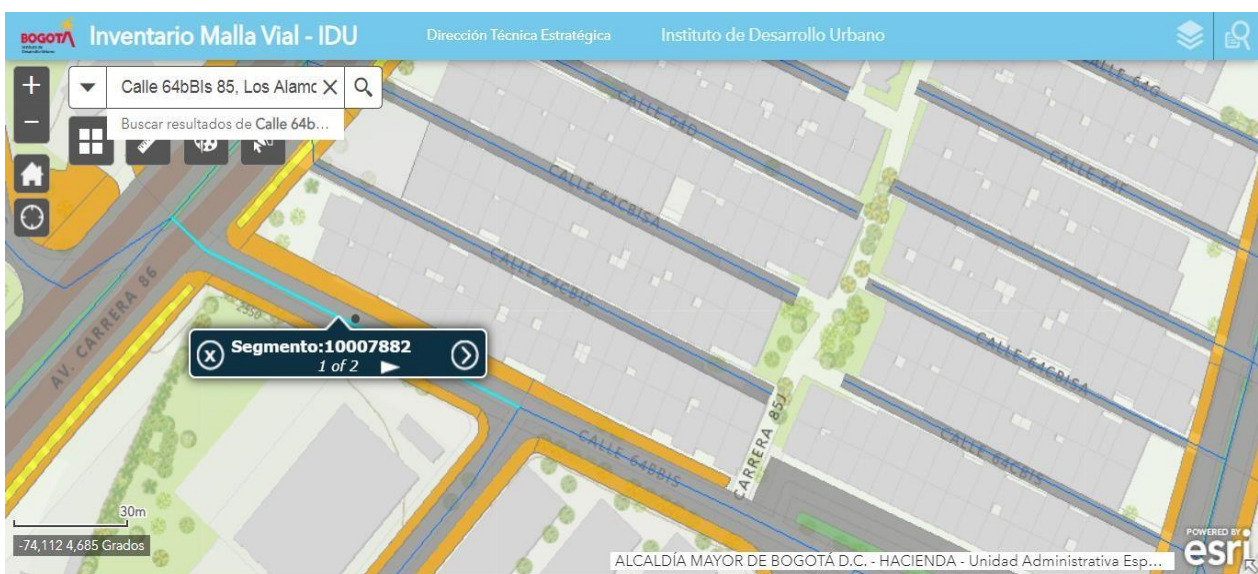 BOGOTÁ
Inventario Malla Vial - IDU
Dirección Técnica Estratégica
Instituto de Desarrollo Urbano
+
−
Calle 64bBIs 85, Los Alamc
Buscar resultados de Calle 64b...
CALLE 64G
CALLE 64D
CALLE 64F
CALLE 64CBISA
CALLE 64CBIS
AV. CARRERA 86
2550
x
Segmento:10007882
1 of 2
CALLE 64CBISA
CARRERA 85J
CALLE 64BBIS
CALLE 64CBIS
30m
-74,112 4,685 Grados
ALCALDÍA MAYOR DE BOGOTÁ D.C. - HACIENDA - Unidad Administrativa Esp...
POWERED BY
esri